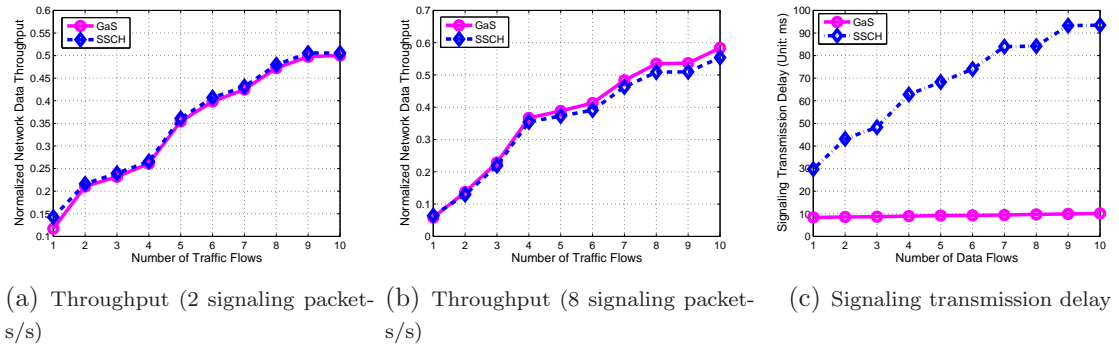 0.6
0.55
0.5
0.45
0.4
0.35
0.3
0.25
0.2
0.15
0.1
1 2 3 4 5 6 7 8 9 10
Number of Traffic Flows
Normalized Network Data Throughput
GaS
SSCH
(a) Throughput (2 signaling packet-
s/s)
0.7
0.6
0.5
0.4
0.3
0.2
0.1
0
1 2 3 4 5 6 7 8 9 10
Number of Traffic Flows
Normalized Network Data Throughput
GaS
SSCH
(b) Throughput (8 signaling packet-
s/s)
100
90
80
70
60
50
40
30
20
10
0
1 2 3 4 5 6 7 8 9 10
Number of Data Flows
Signaling Transmission Delay (Unit: ms)
GaS
SSCH
(c) Signaling transmission delay